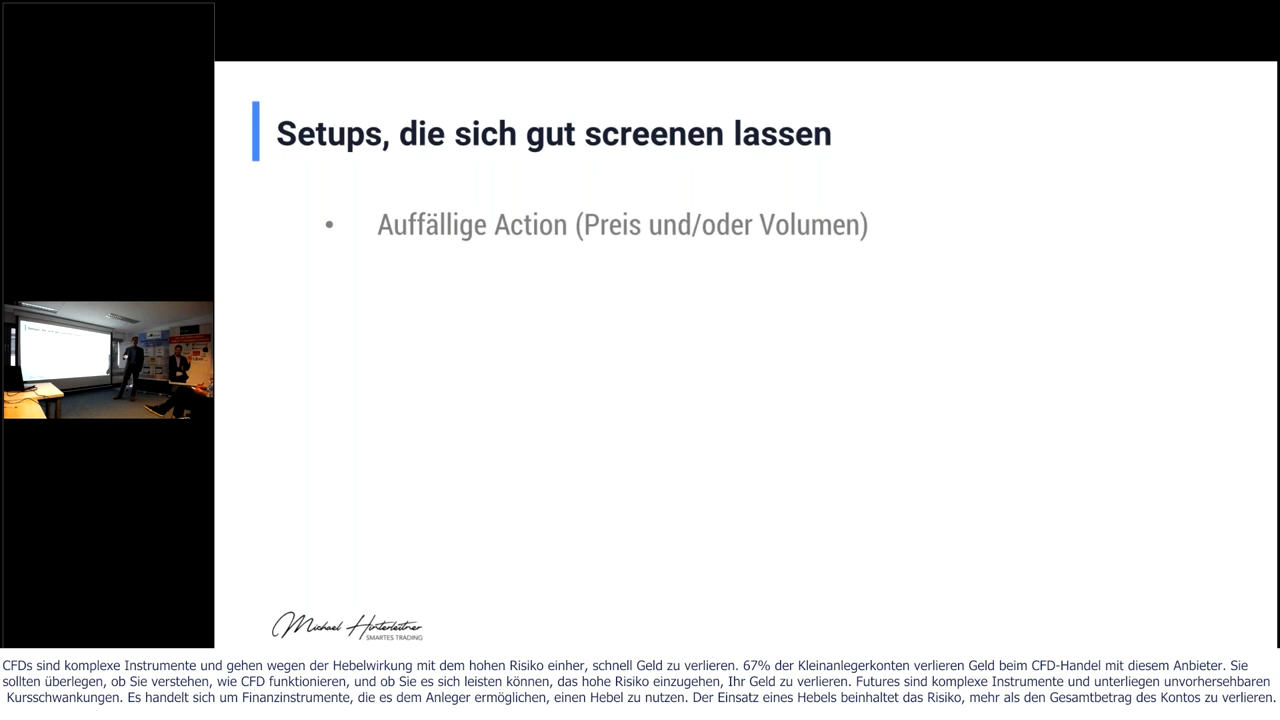 Setups, die sich gut screenen lassen
• Auffällige Action (Preis und/oder Volumen)
Michael Hinterleitner
SMARTES TRADING
CFDs sind komplexe Instrumente und gehen wegen der Hebelwirkung mit dem hohen Risiko einher, schnell Geld zu verlieren. 67% der Kleinanlegerkonten verlieren Geld beim CFD-Handel mit diesem Anbieter. Sie
sollten überlegen, ob Sie verstehen, wie CFD funktionieren, und ob Sie es sich leisten können, das hohe Risiko einzugehen, Ihr Geld zu verlieren. Futures sind komplexe Instrumente und unterliegen unvorhersehbaren
Kursschwankungen. Es handelt sich um Finanzinstrumente, die es dem Anleger ermöglichen, einen Hebel zu nutzen. Der Einsatz eines Hebels beinhaltet das Risiko, mehr als den Gesamtbetrag des Kontos zu verlieren.